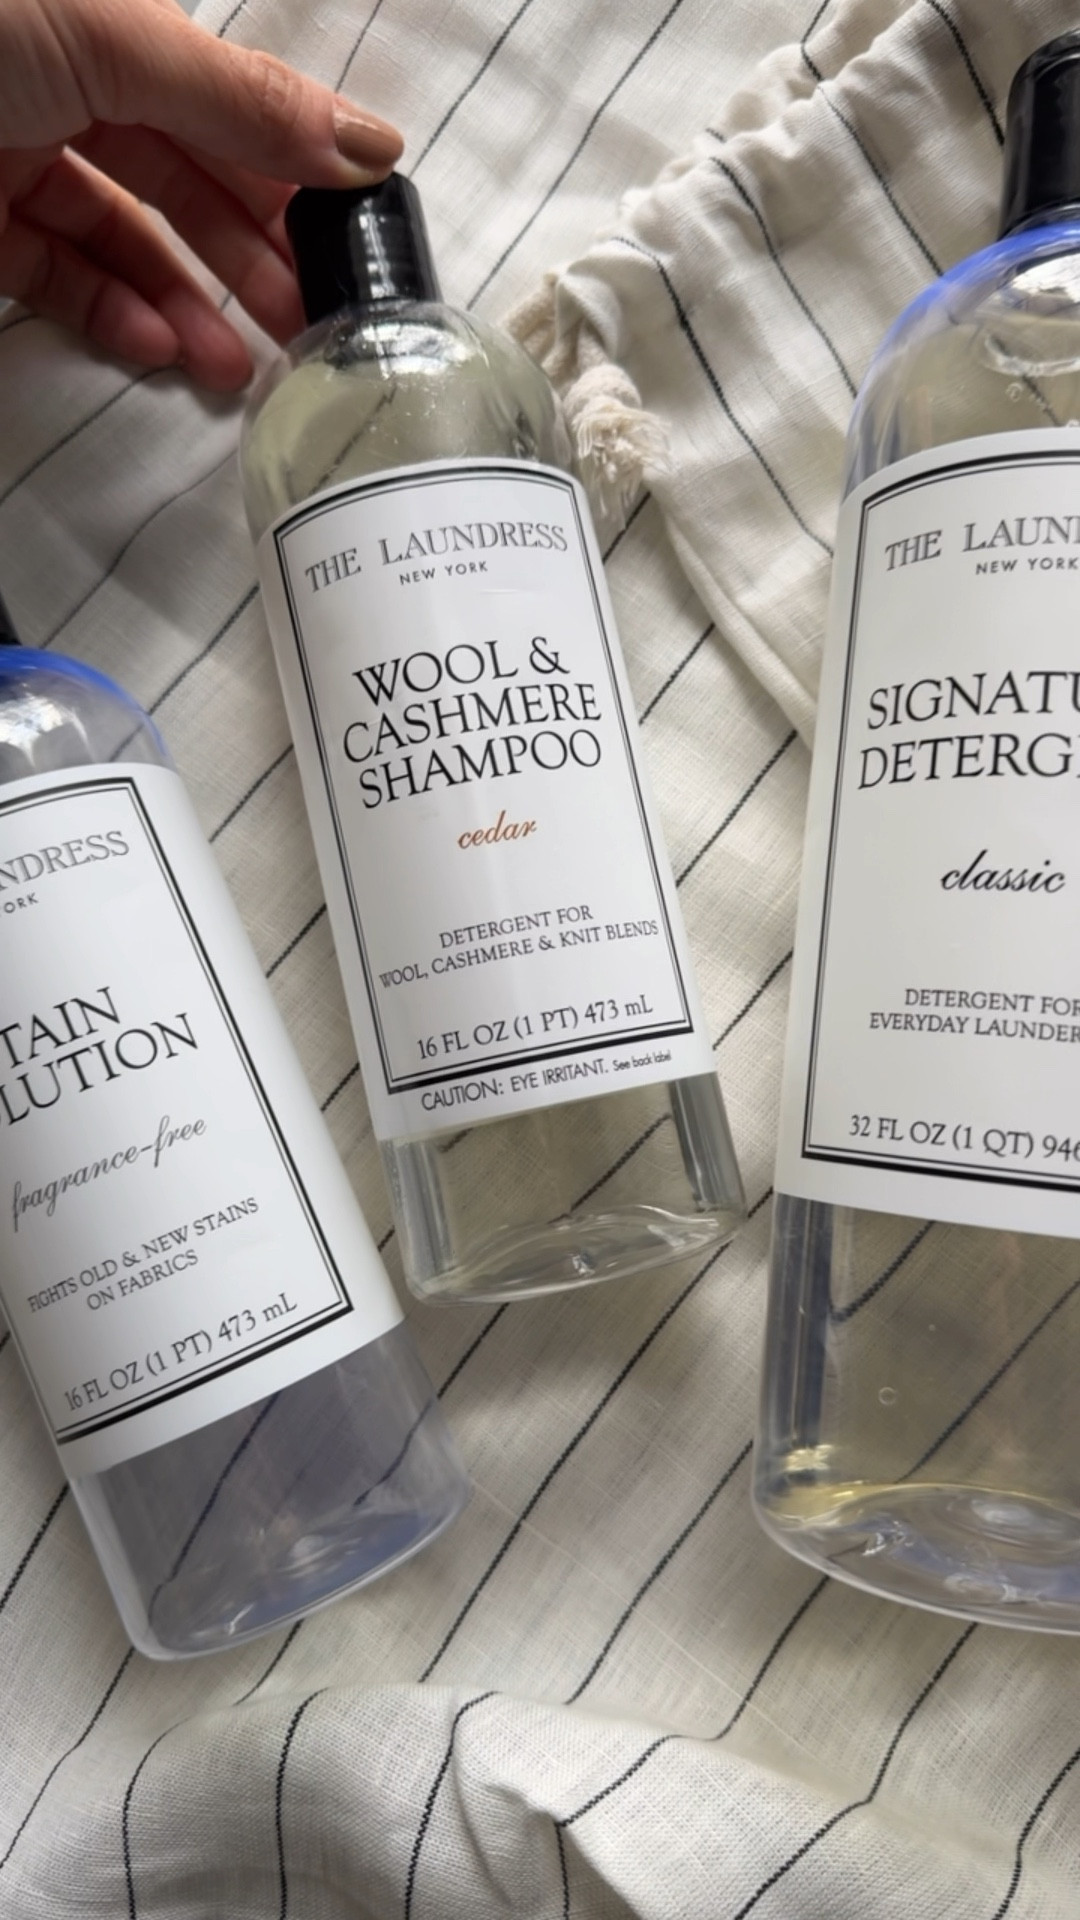 NDRESS
ORK
TAIN
OLUTION
fragrance-free
FIGHTS OLD & NEW STAINS
ON FABRICS
16 FL OZ (1 PT) 473 mL
THE LAUNDRESS
NEW YORK
WOOL &
CASHMERE
SHAMPOO
cedar
DETERGENT FOR
WOOL, CASHMERE & KNIT BLENDS
16 FL OZ (1 PT) 473 mL
CAUTION: EYE IRRITANT. See back label
THE LAUN
NEW YORK
SIGNATU
DETERG
classic
DETERGENT FOR
EVERYDAY LAUNDER
32 FL OZ (1 QT) 946